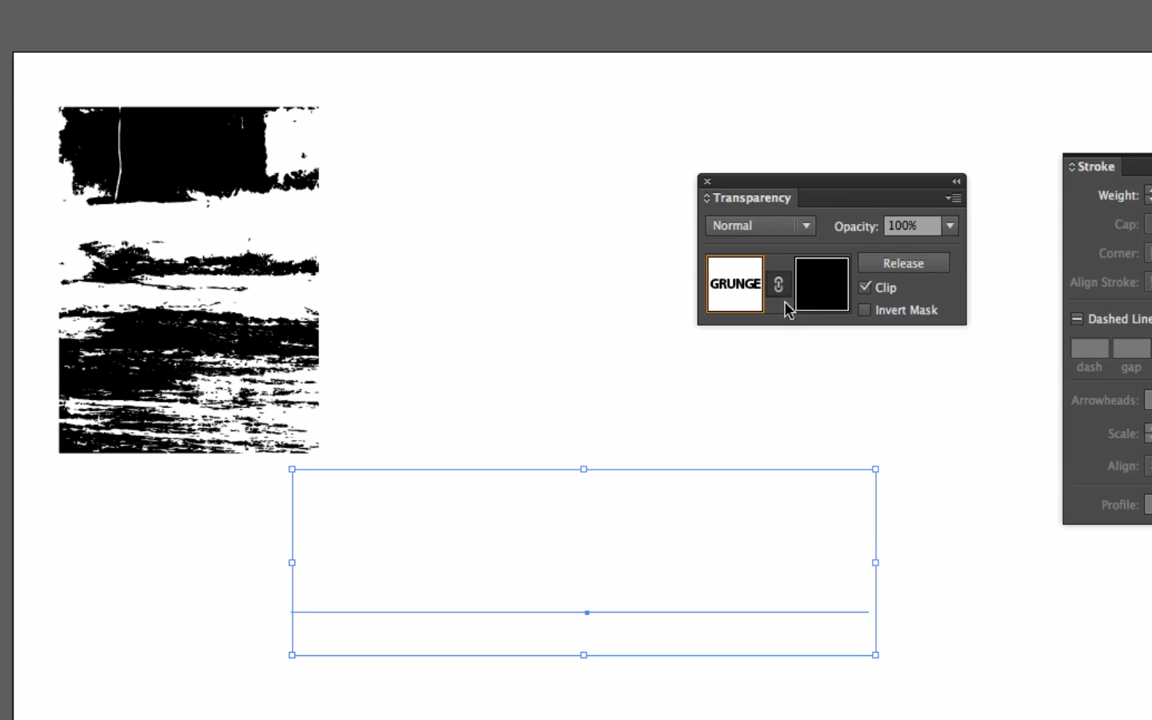 Transparency
Normal
Opacity: 100%
GRUNGE
Release
Clip
Invert Mask
Stroke
Weight:
Cap:
Corner:
Align Stroke:
Dashed Line
dash gap
Arrowheads:
Scale:
Align:
Profile: